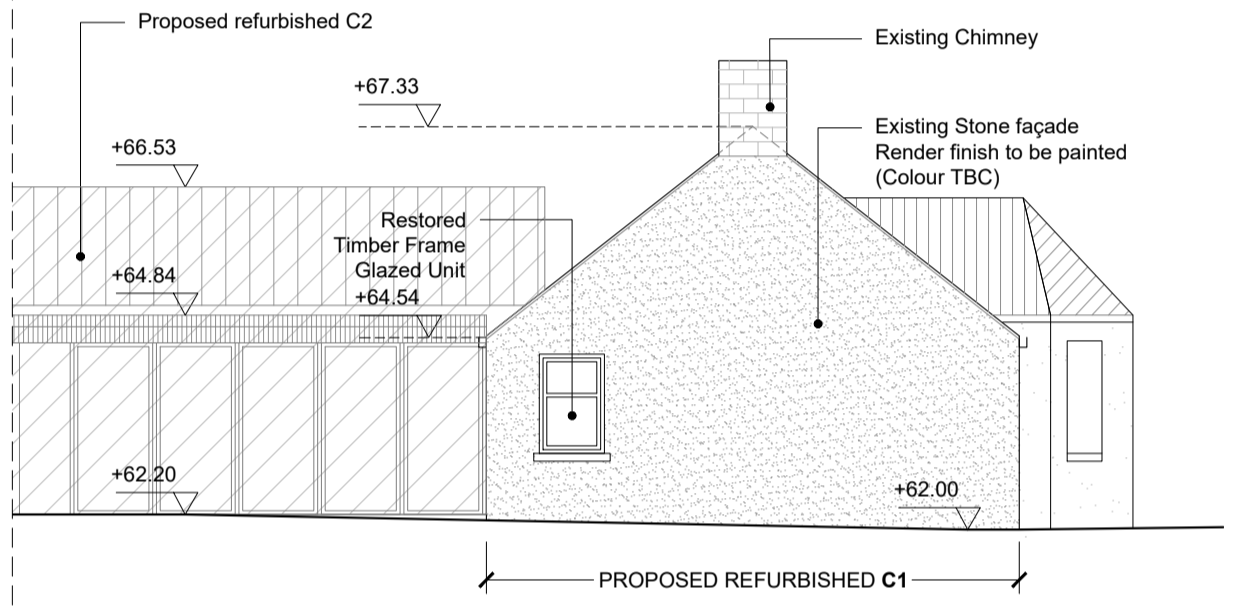 Proposed refurbished C2
Existing Chimney
+67.33
Existing Stone façade
Render finish to be painted
(Colour TBC)
+66.53
Restored
Timber Frame
Glazed Unit
+64.84
+64.54
+62.20
+62.00
PROPOSED REFURBISHED C1